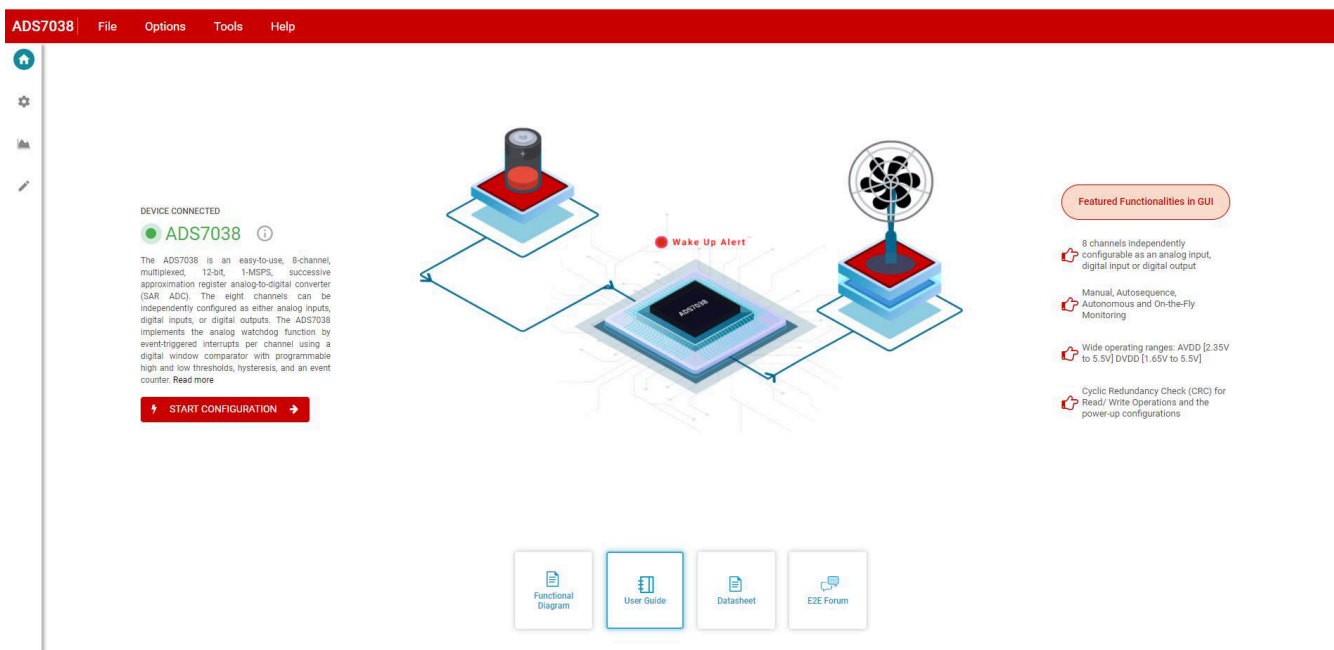 ADS7038 File Options Tools Help
DEVICE CONNECTED
ADS7038
The ADS7038 is an easy-to-use, 8-channel,
multiplexed, 12-bit, 1-MSPS, successive
approximation register analog-to-digital converter
(SAR ADC). The eight channels can be
independently configured as either analog inputs,
digital inputs, or digital outputs. The ADS7038
implements the analog watchdog function by
event-triggered interrupts per channel using a
digital window comparator with programmable
high and low thresholds, hysteresis, and an event
counter. Read more
START CONFIGURATION
Wake Up Alert
ADS7038
Featured Functionalities in GUI
8 channels independently
configurable as an analog input,
digital input or digital output
Manual, Autosequence,
Autonomous and On-the-Fly
Monitoring
Wide operating ranges: AVDD [2.35V
to 5.5V] DVDD [1.65V to 5.5V]
Cyclic Redundancy Check (CRC) for
Read/ Write Operations and the
power-up configurations
Functional
Diagram
User Guide
Datasheet
E2E Forum